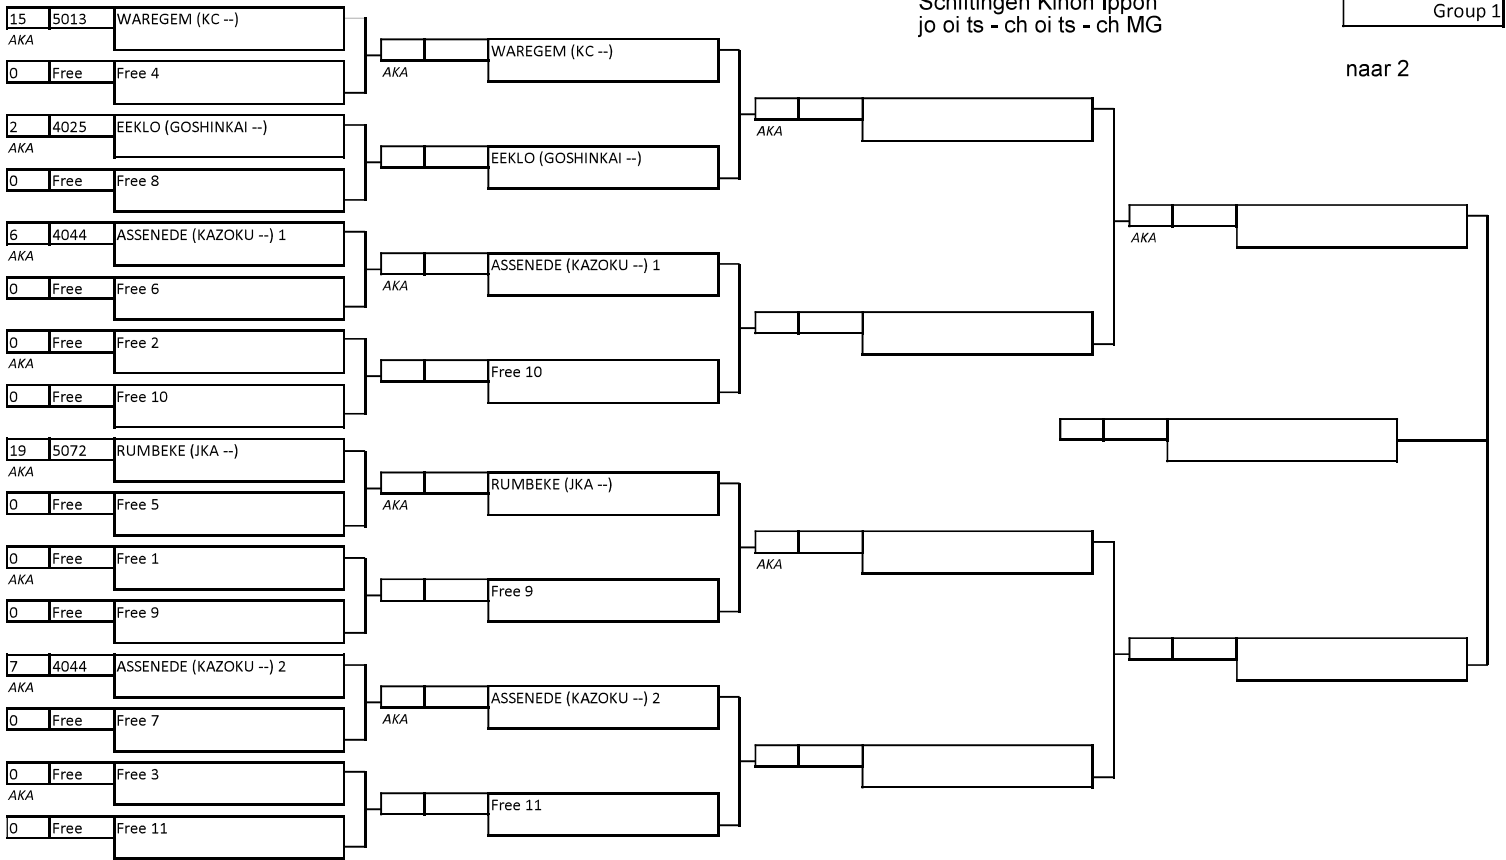 Schiftingen Kihon Ippon
jo oi ts - ch oi ts - ch MG
Group 1
naar 2
15 5013 WAREGEM (KC --)
AKA
0 Free Free 4
2 4025 EEKLO (GOSHINKAI --)
AKA
0 Free Free 8
6 4044 ASSENEDE (KAZOKU --) 1
AKA
0 Free Free 6
0 Free Free 2
AKA
0 Free Free 10
19 5072 RUMBEKE (JKA --)
AKA
0 Free Free 5
0 Free Free 1
AKA
0 Free Free 9
7 4044 ASSENEDE (KAZOKU --) 2
AKA
0 Free Free 7
0 Free Free 3
AKA
0 Free Free 11
WAREGEM (KC --)
AKA
EEKLO (GOSHINKAI --)
ASSENEDE (KAZOKU --) 1
AKA
Free 10
RUMBEKE (JKA --)
AKA
Free 9
ASSENEDE (KAZOKU --) 2
AKA
Free 11
AKA
AKA
AKA